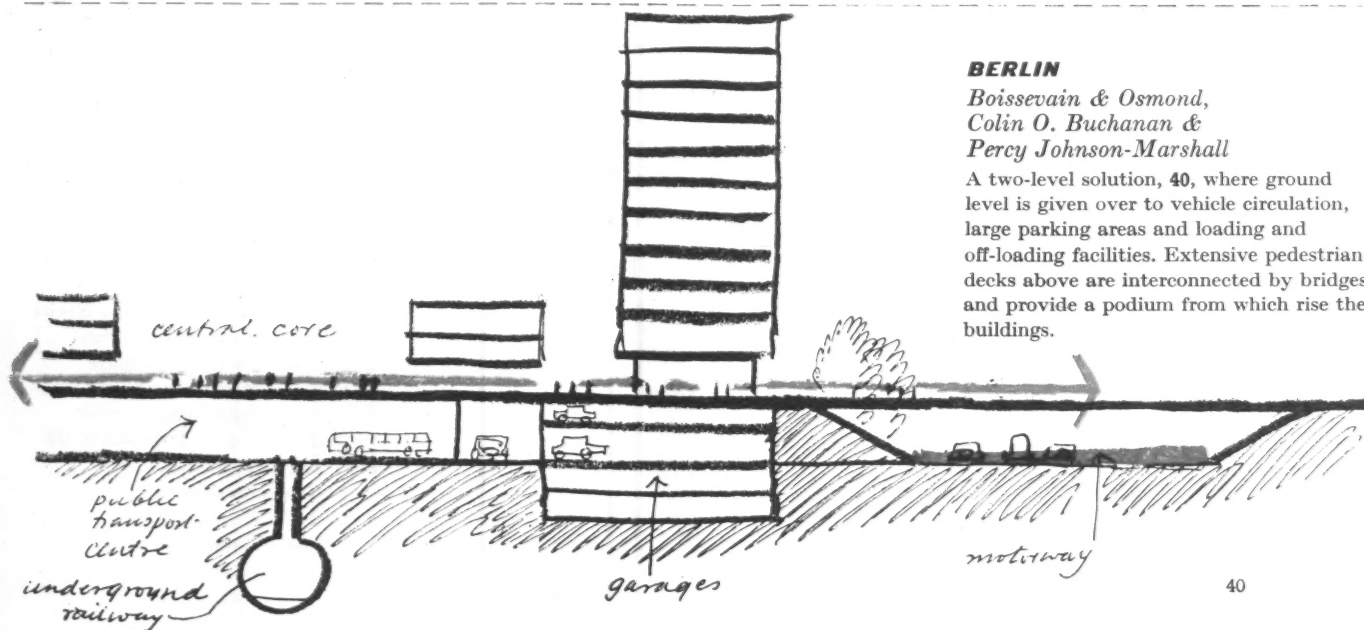 BERLIN
Boissevain & Osmond,
Colin O. Buchanan &
Percy Johnson-Marshall
A two-level solution, 40, where ground
level is given over to vehicle circulation,
large parking areas and loading and
off-loading facilities. Extensive pedestrian
decks above are interconnected by bridges
and provide a podium from which rise the
buildings.
central. core
public
transport-
centre
underground
railway
garages
motorway
40